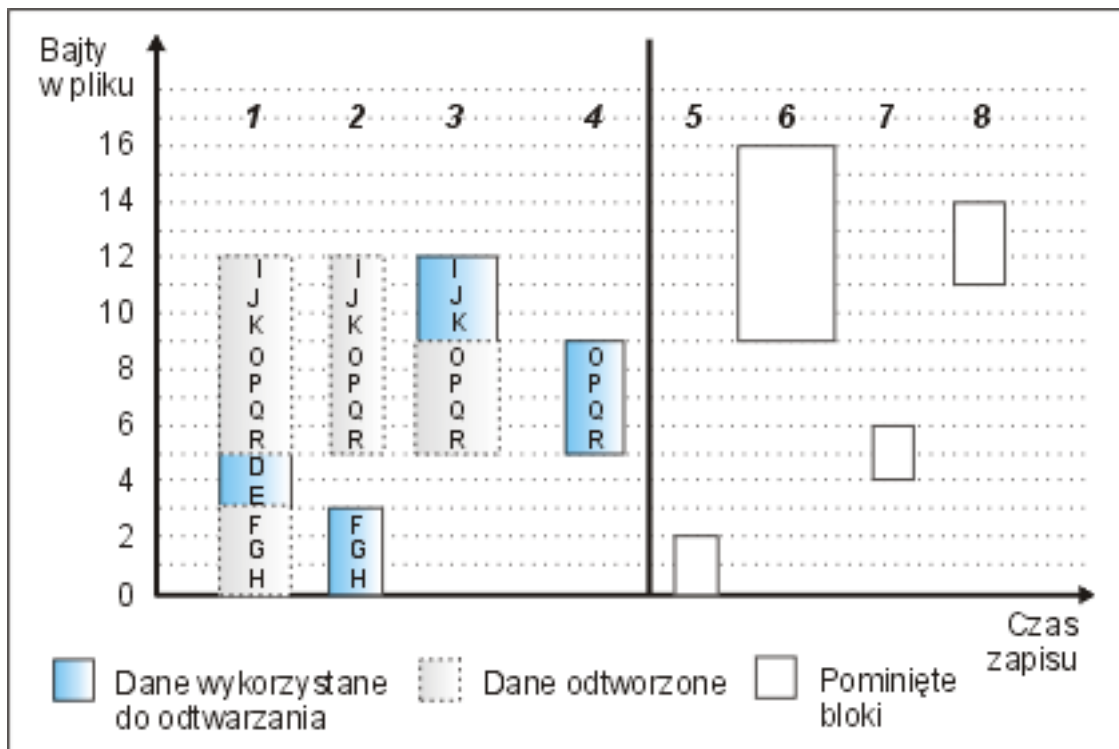 Bajty
w pliku
1 2 3 4 5 6 7 8
16
14
12
10
8
6
4
2
0
I I I
J J J
K K K
O O O O
P P P P
Q Q Q Q
R R R R
D
E
F F
G G
H H
Czas
zapisu
Dane wykorzystane
do odtwarzania
Dane odtworzone
Pominięte
bloki